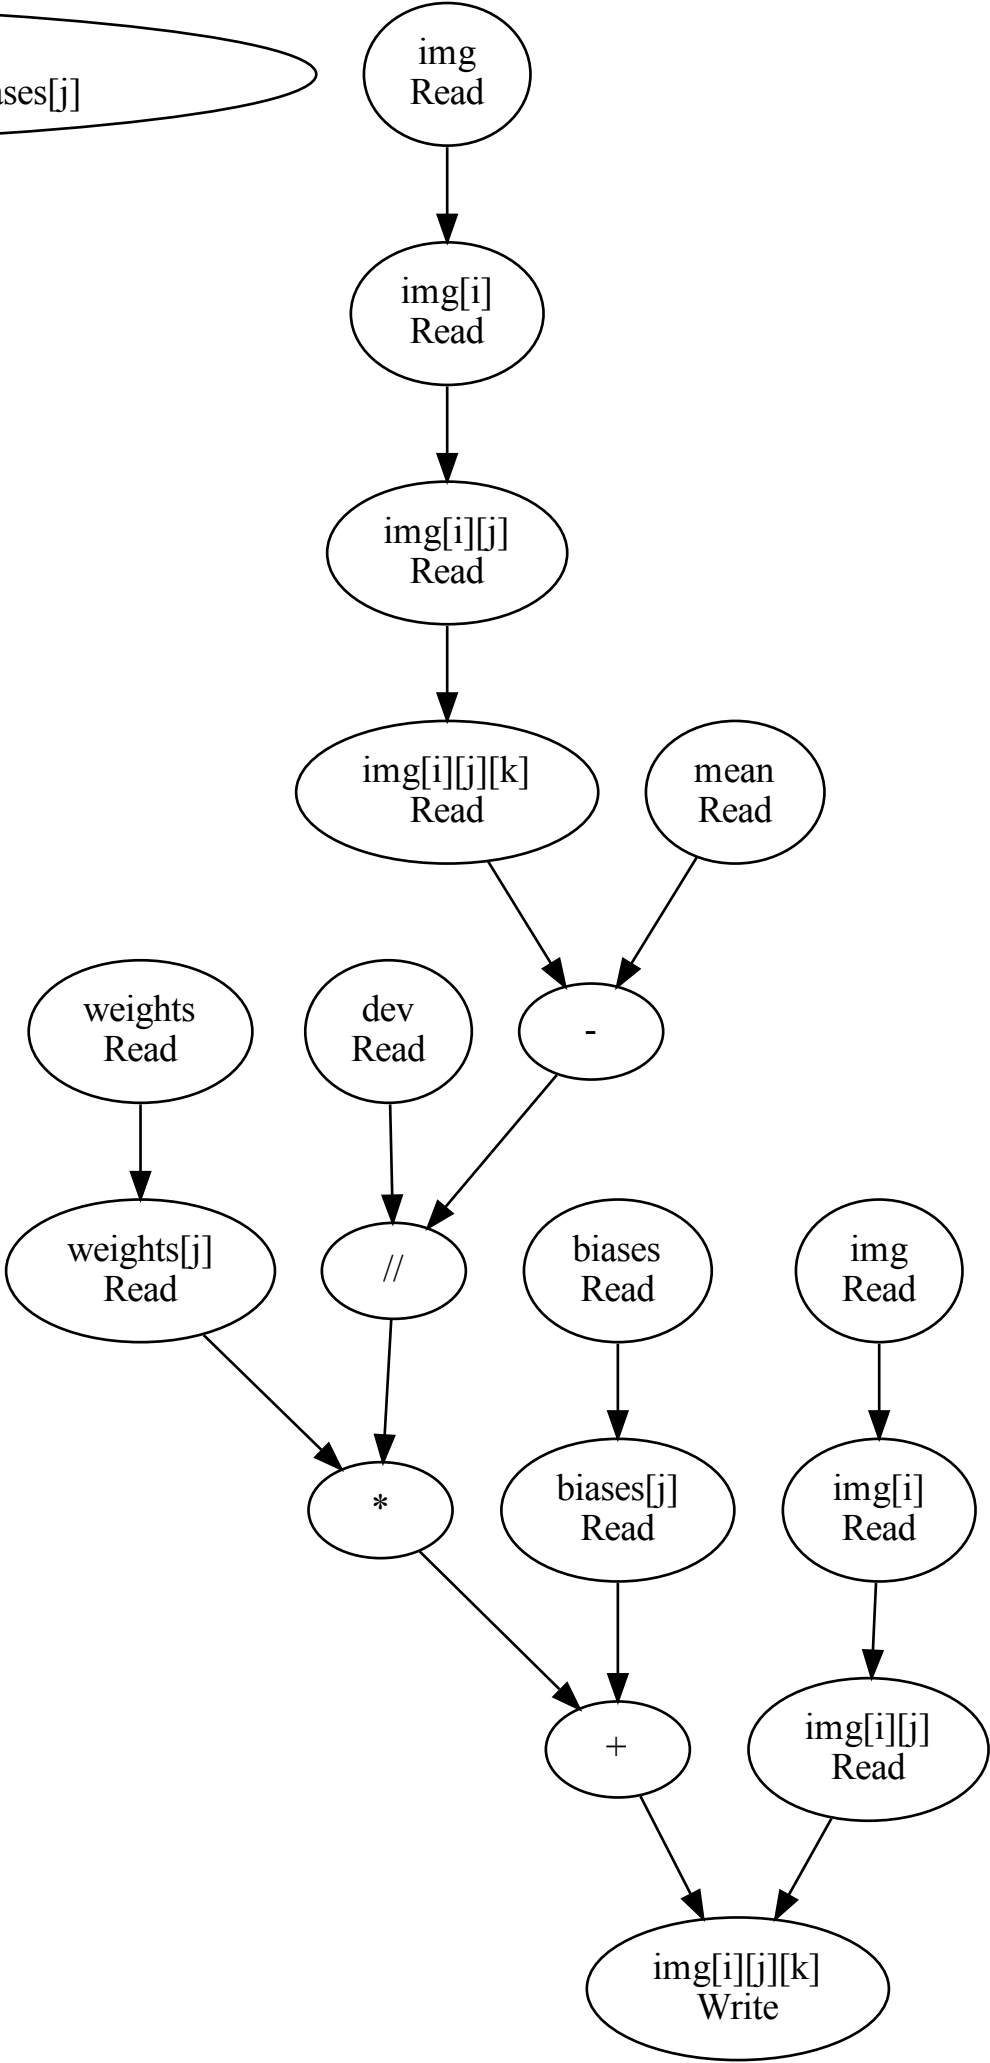 ses[j]
img
Read
img[i]
Read
img[i][j]
Read
img[i][j][k]
Read
mean
Read
weights
Read
dev
Read
-
weights[j]
Read
//
biases
Read
img
Read
*
biases[j]
Read
img[i]
Read
+
img[i][j]
Read
img[i][j][k]
Write